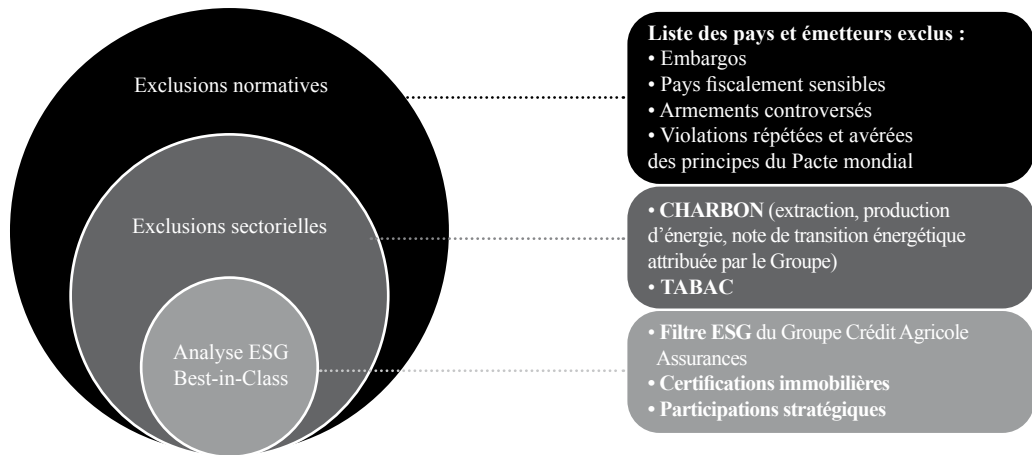 Exclusions normatives
Liste des pays et émetteurs exclus :
• Embargos
• Pays fiscalement sensibles
• Armements controversés
• Violations répétées et avérées
des principes du Pacte mondial
Exclusions sectorielles
• CHARBON (extraction, production
d’énergie, note de transition énergétique
attribuée par le Groupe)
• TABAC
Analyse ESG
Best-in-Class
• Filtre ESG du Groupe Crédit Agricole
Assurances
• Certifications immobilières
• Participations stratégiques